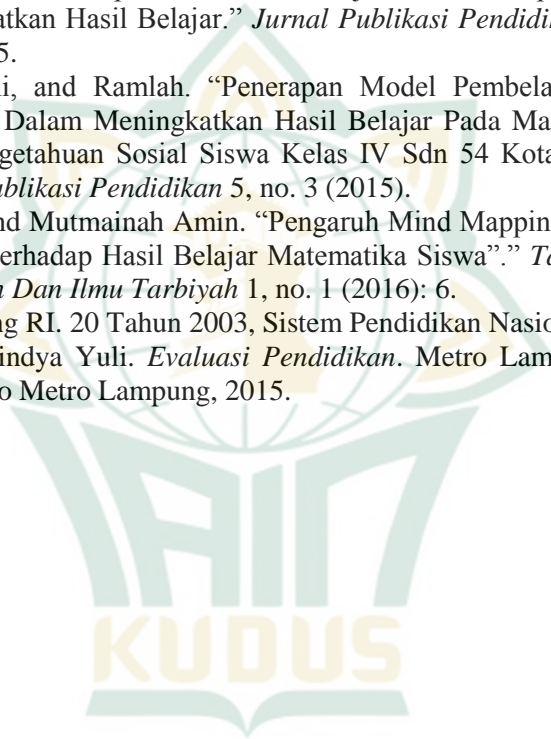 atkan Hasil Belajar.” Jurnal Publikasi Pendidik
5.
i, and Ramlah. “Penerapan Model Pembela
Dalam Meningkatkan Hasil Belajar Pada Ma
getahuan Sosial Siswa Kelas IV Sdn 54 Kota
ublikasi Pendidikan 5, no. 3 (2015).
nd Mutmainah Amin. “Pengaruh Mind Mappin
erhadap Hasil Belajar Matematika Siswa”.” Ta
n Dan Ilmu Tarbiyah 1, no. 1 (2016): 6.
ng RI. 20 Tahun 2003, Sistem Pendidikan Nasio
indya Yuli. Evaluasi Pendidikan. Metro Lam
o Metro Lampung, 2015.
IAIN
KUDUS